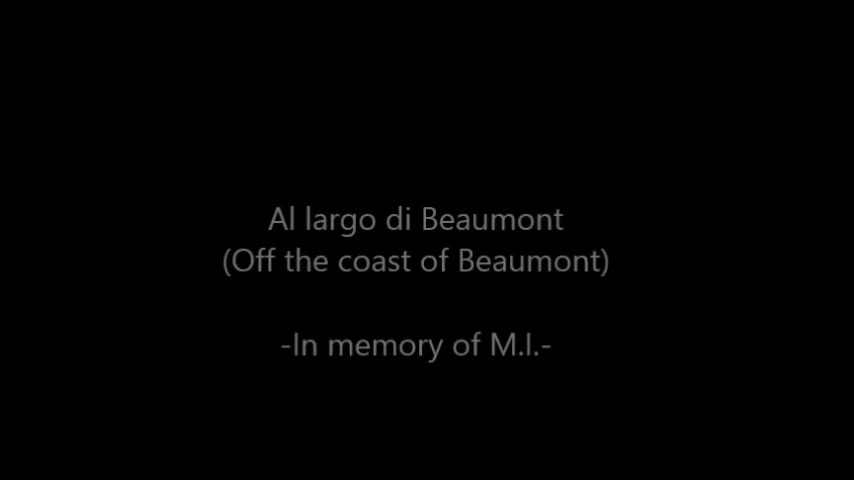 Al largo di Beaumont
(Off the coast of Beaumont)
-In memory of M.I.-